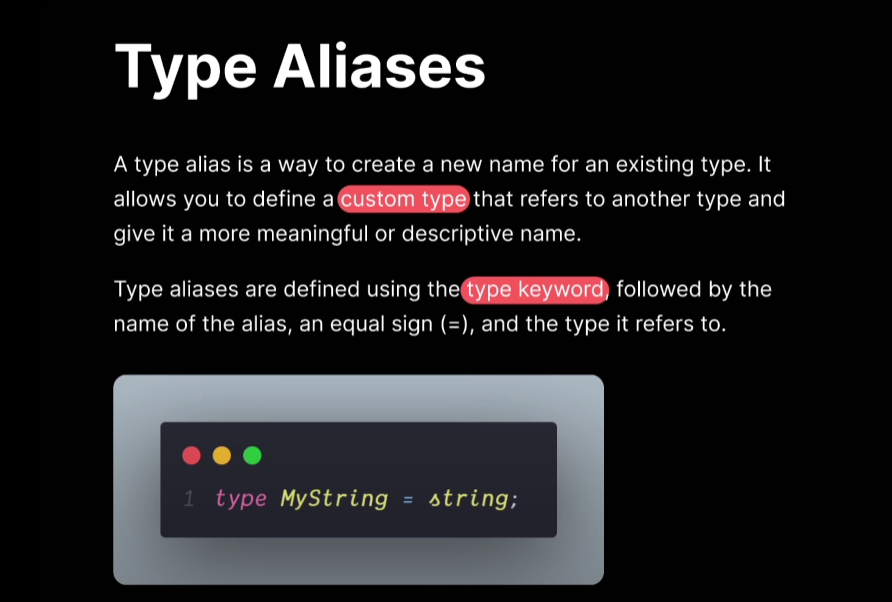 Type Aliases
A type alias is a way to create a new name for an existing type. It
allows you to define a custom type that refers to another type and
give it a more meaningful or descriptive name.
Type aliases are defined using the type keyword, followed by the
name of the alias, an equal sign (=), and the type it refers to.
1 type MyString = string;